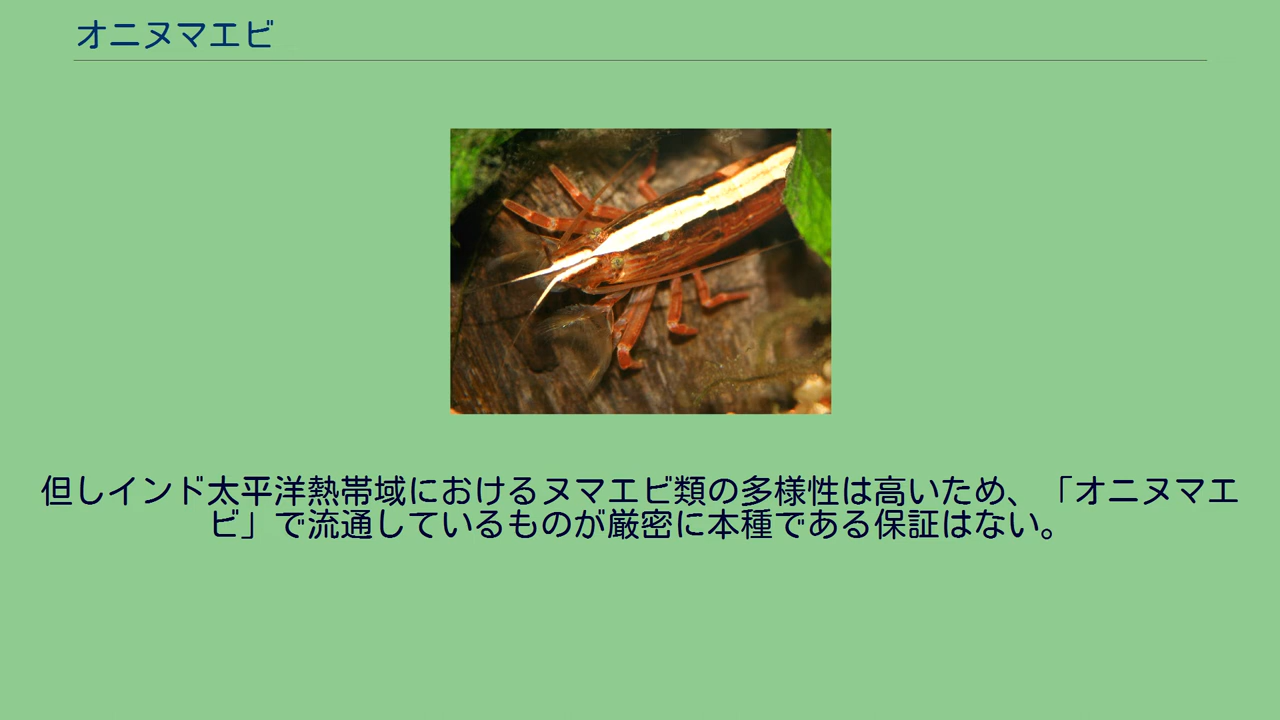 オニヌマエビ
但しインド太平洋熱帯域におけるヌマエビ類の多様性は高いため、「オニヌマエ
ビ」で流通しているものが厳密に本種である保証はない。